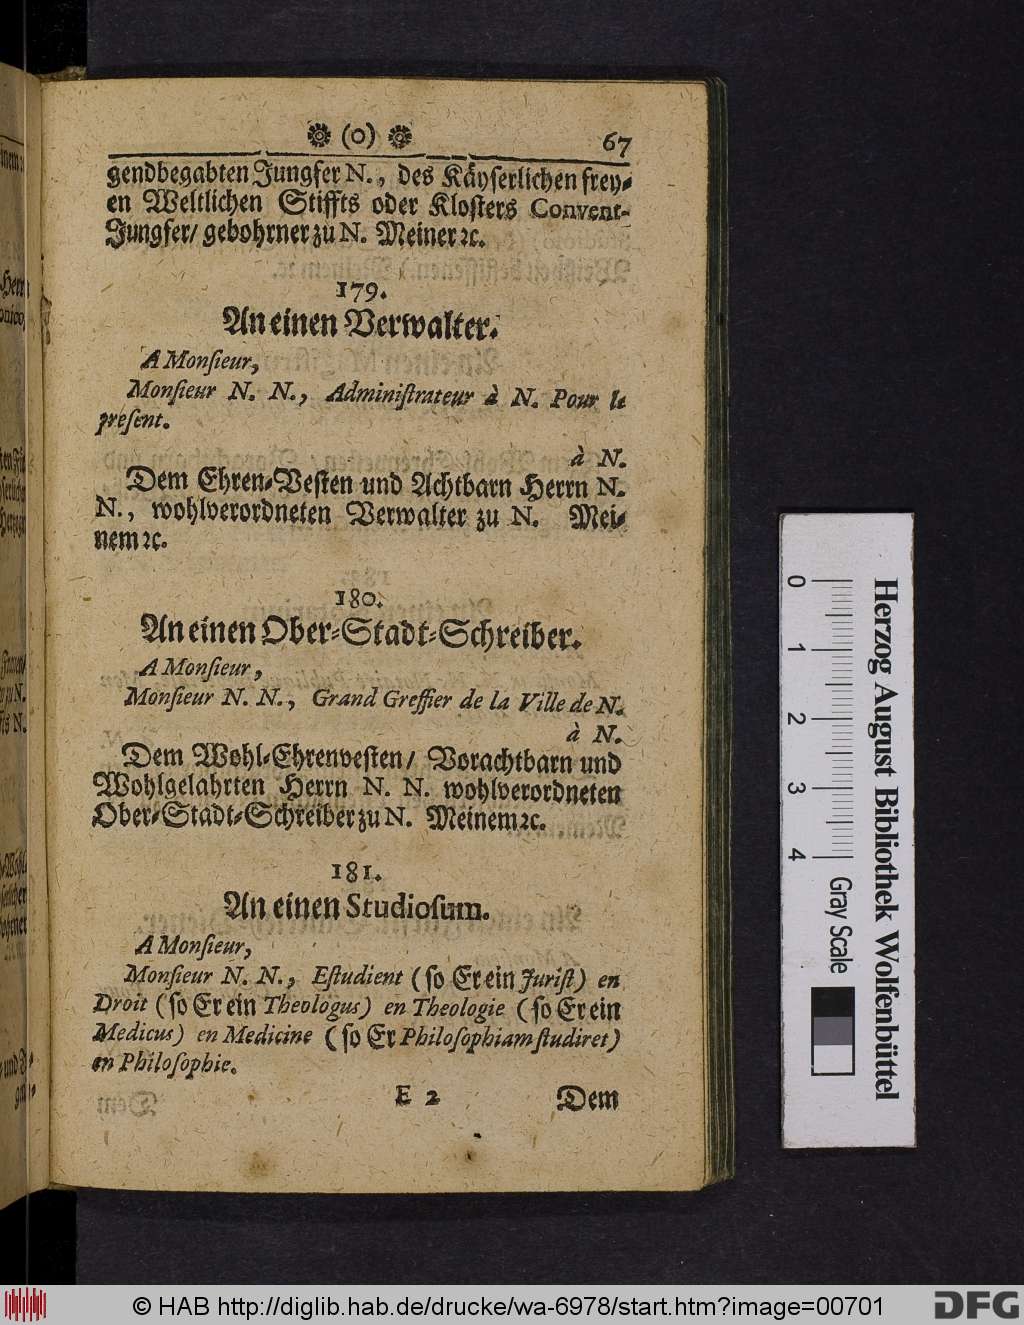 (o) 67
gendbegabten Jungfer N., des Käyserlichen frey-
en Weltlichen Stiffts oder Klosters Convent-
Jungfer/ gebohrner zu N. Meiner ꝛc.
179.
An einen Verwalter.
A Monſieur,
Monſieur N. N., Adminiſtrateur à N. Pour le
preſent.
à N.
Dem Ehren-Veſten und Achtbarn Herrn N.
N., wohlverordneten Verwalter zu N. Mei-
nem ꝛc.
180.
An einen Ober-Stadt-Schreiber.
A Monſieur,
Monſieur N. N., Grand Greffier de la Ville de N.
à N.
Dem Wohl-Ehrenveſten/ Vorachtbarn und
Wohlgelahrten Herrn N. N. wohlverordneten
Ober-Stadt-Schreiber zu N. Meinem ꝛc.
181.
An einen Studioſum.
A Monſieur,
Monſieur N. N., Eſtudient (ſo Er ein Juriſt) en
Droit (ſo Er ein Theologus) en Theologie (ſo Er ein
Medicus) en Medicine (ſo Er Philoſophiam ſtudiret)
en Philoſophie.
E 2 Dem
0 1 2 3 4
Gray Scale
Herzog August Bibliothek Wolfenbüttel
© HAB http://diglib.hab.de/drucke/wa-6978/start.htm?image=00701
DFG